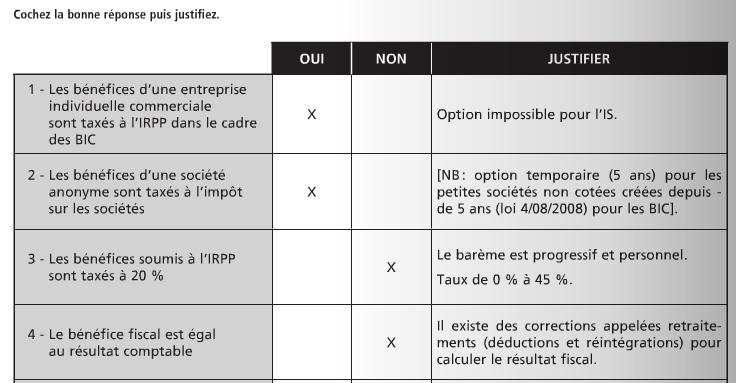 Cochez la bonne réponse puis justifiez.
OUI NON JUSTIFIER
1 - Les bénéfices d'une entreprise
individuelle commerciale
sont taxés à l'IRPP dans le cadre
des BIC
X
Option impossible pour l'IS.
2 - Les bénéfices d'une société
anonyme sont taxés à l'impôt
sur les sociétés
X
[NB : option temporaire (5 ans) pour les
petites sociétés non cotées créées depuis -
de 5 ans (loi 4/08/2008) pour les BIC].
3 - Les bénéfices soumis à l'IRPP
sont taxés à 20 %
X
Le barème est progressif et personnel.
Taux de 0 % à 45 %.
4 - Le bénéfice fiscal est égal
au résultat comptable
X
Il existe des corrections appelées retraite-
ments (déductions et réintégrations) pour
calculer le résultat fiscal.